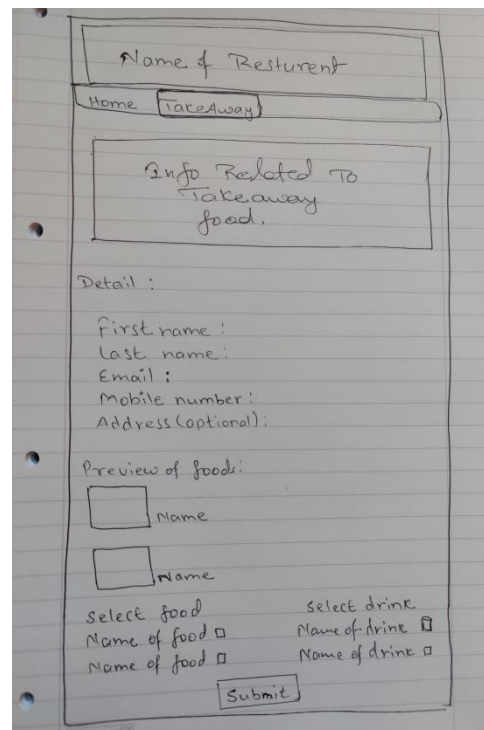 Name of Resturent
Home TakeAway
Info Related To
Takeaway
food.
Detail :
First name :
Last name :
Email :
Mobile number :
Address (optional) :
Preview of foods:
Name
Name
Select food Select drink
Name of food Name of drink
Name of food Name of drink
Submit